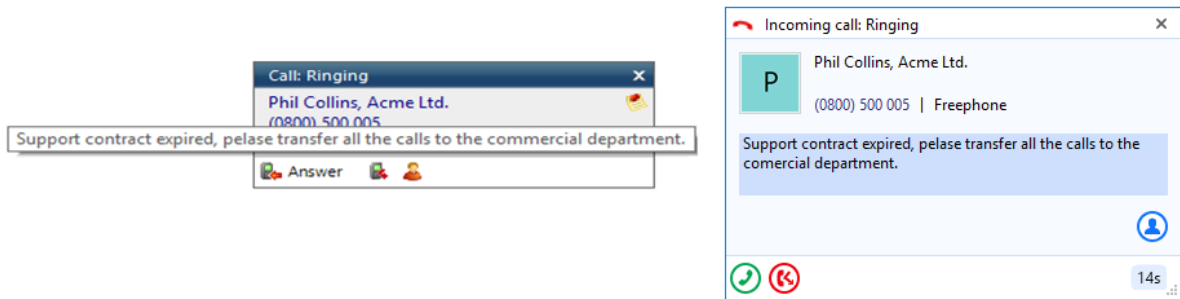 Call: Ringing
Phil Collins, Acme Ltd.
(0800) 500 005
Support contract expired, pelase transfer all the calls to the commercial department.
Answer
Incoming call: Ringing
P
Phil Collins, Acme Ltd.
(0800) 500 005 | Freephone
Support contract expired, pelase transfer all the calls to the
comercial department.
14s